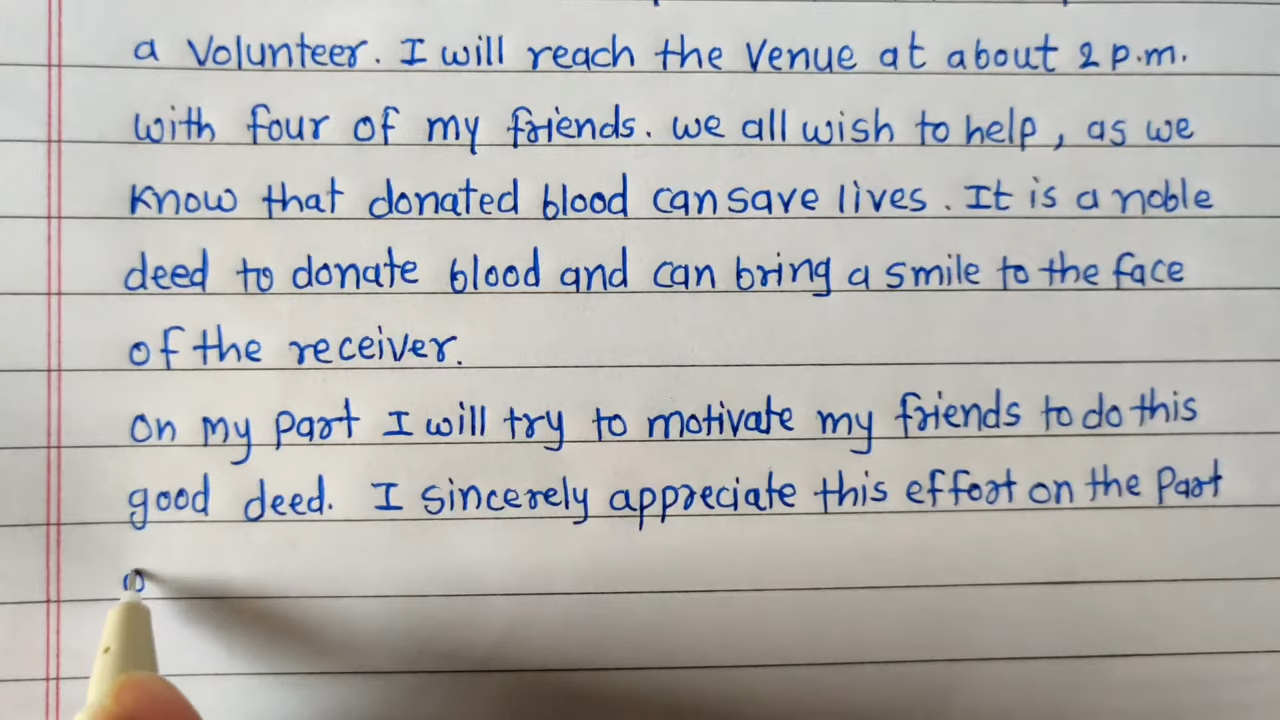 a volunteer. I will reach the venue at about 2 p.m.
with four of my friends. we all wish to help, as we
know that donated blood can save lives. It is a noble
deed to donate blood and can bring a smile to the face
of the receiver.
on my part I will try to motivate my friends to do this
good deed. I sincerely appreciate this effort on the Part
o